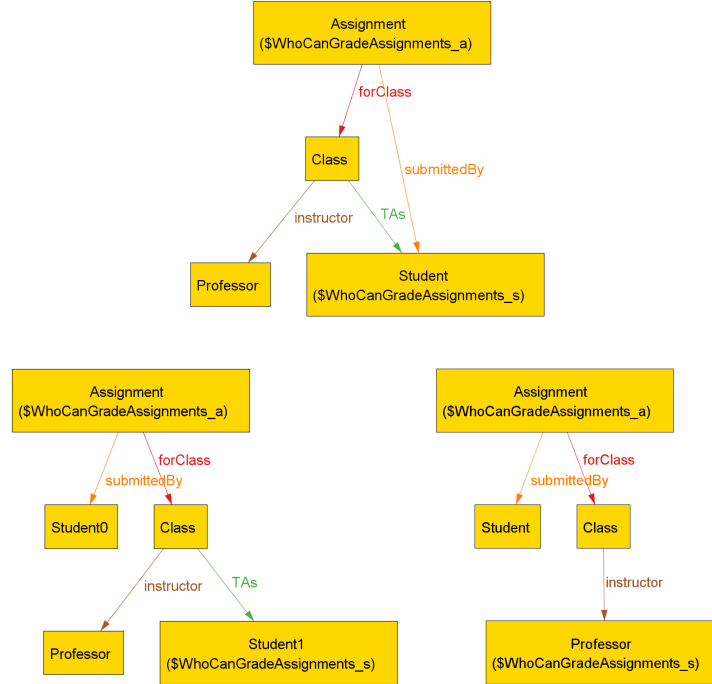 Assignment
($WhoCanGradeAssignments_a)
forClass
Class
submittedBy
instructor
TAs
Professor
Student
($WhoCanGradeAssignments_s)
Assignment
($WhoCanGradeAssignments_a)
forClass
submittedBy
Student0
Class
instructor
TAs
Professor
Student1
($WhoCanGradeAssignments_s)
Assignment
($WhoCanGradeAssignments_a)
forClass
submittedBy
Student
Class
instructor
Professor
($WhoCanGradeAssignments_s)